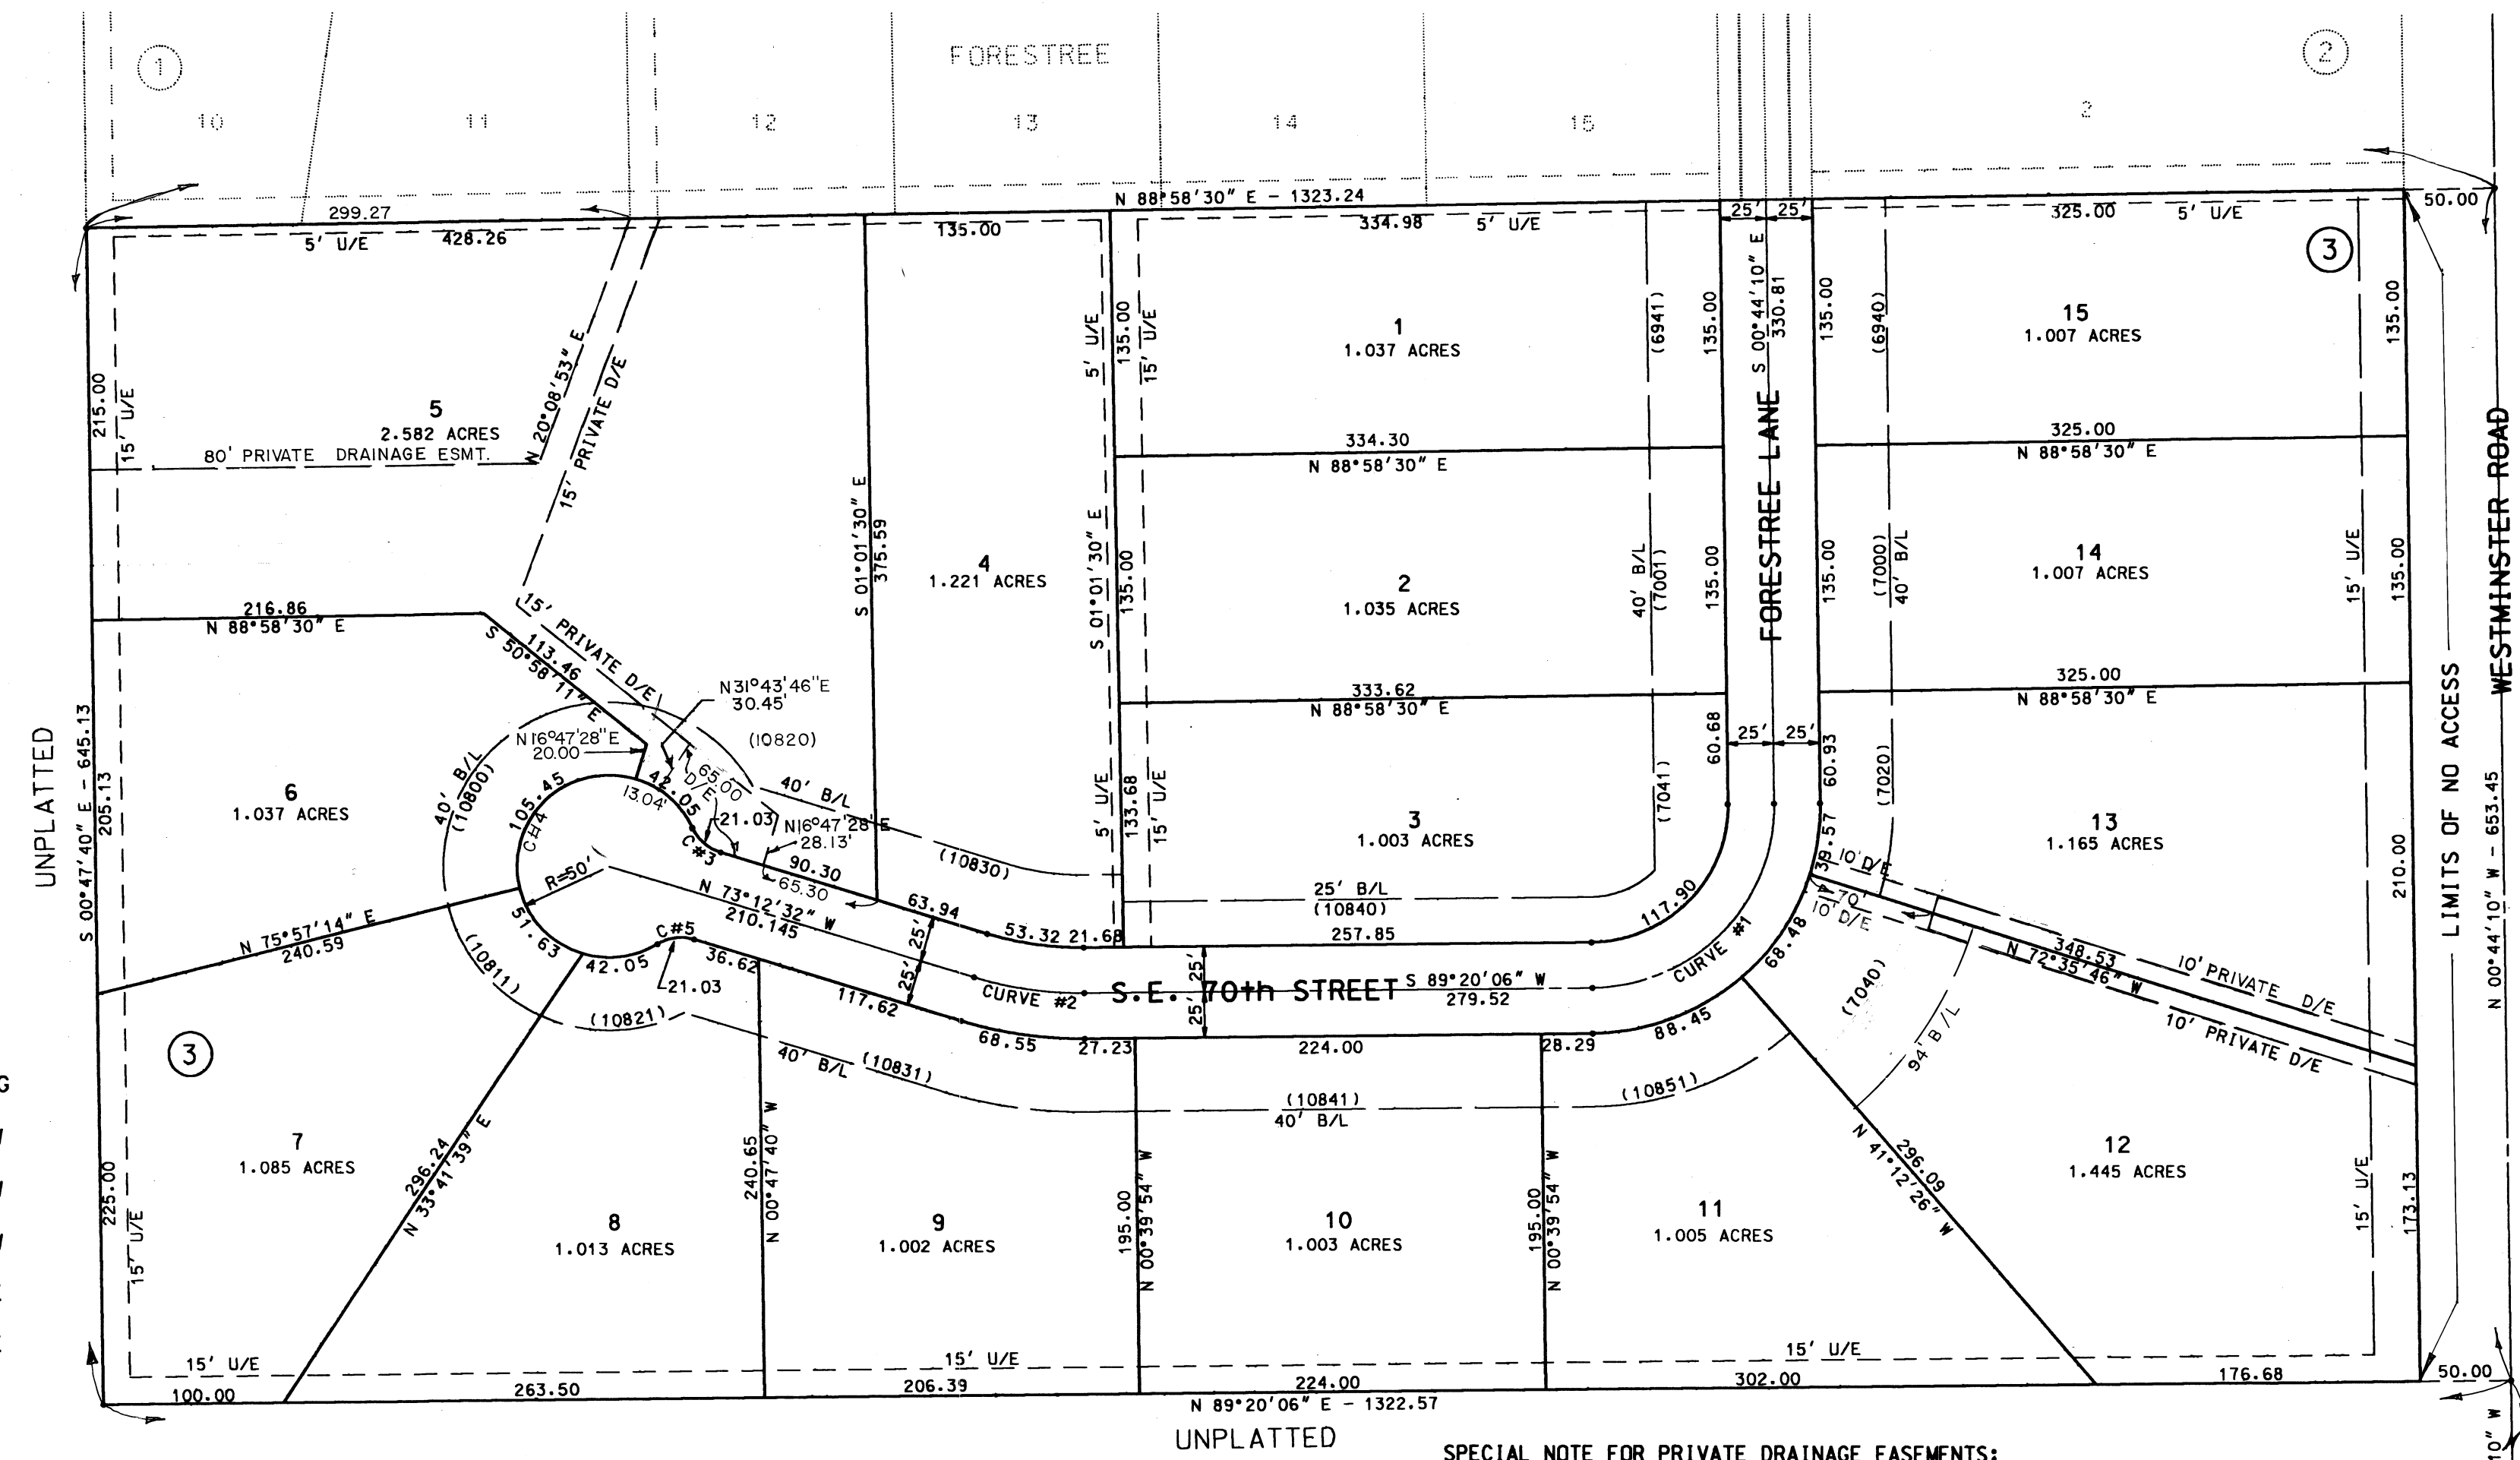 FORESTREE
1
2
10
11
12
13
14
15
2
N 88°58'30" E - 1323.24
299.27
5' U/E
428.26
135.00
334.98
5' U/E
25'
25'
325.00
5' U/E
50.00
3
215.00
15' U/E
5
2.582 ACRES
80' PRIVATE DRAINAGE ESMT.
N 20°08'53" E
15' PRIVATE D/E
S 01°01'30" E
375.59
4
1.221 ACRES
5' U/E
135.00
15' U/E
S 01°01'30" E
135.00
1
1.037 ACRES
(6941)
135.00
S 00°44'10" E
330.81
135.00
(6940)
15
1.007 ACRES
135.00
334.30
N 88°58'30" E
325.00
N 88°58'30" E
FORESTREE LANE
WESTMINSTER ROAD
2
1.035 ACRES
40' B/L
(7001)
135.00
135.00
(7000)
40' B/L
14
1.007 ACRES
15' U/E
135.00
216.86
N 88°58'30" E
15' PRIVATE D/E
113.46
S 50°58'11" E
N31°43'46"E
30.45'
N16°47'28"E
20.00
(10820)
333.62
N 88°58'30" E
325.00
N 88°58'30" E
UNPLATTED
S 00°47'40" E - 645.13
205.13
6
1.037 ACRES
40' B/L
(10800)
105.45
C#4
42.05
13.04'
65.00
D/E
21.03
C#3
N16°47'28"E
28.13'
40' B/L
90.30
65.30
(10830)
5' U/E
133.68
15' U/E
3
1.003 ACRES
(7041)
60.68
25'
25'
60.93
(7020)
39.57
10' D/E
70'
10' D/E
13
1.165 ACRES
210.00
LIMITS OF NO ACCESS
N 00°44'10" W - 653.45
R=50'
N 73°12'32" W
210.145
63.94
53.32
21.68
25' B/L
(10840)
257.85
117.90
CURVE #1
68.48
348.53
N 72°35'46" W
10' PRIVATE D/E
10' PRIVATE D/E
N 75°57'14" E
240.59
51.63
(10811)
42.05
C#5
21.03
36.62
117.62
25'
25'
CURVE #2
S.E. 70th STREET
25'
25'
S 89°20'06" W
279.52
(7040)
94' B/L
(10821)
40' B/L
(10831)
68.55
27.23
224.00
28.29
88.45
(10841)
40' B/L
(10851)
3
7
1.085 ACRES
225.00
15' U/E
296.24
N 33°41'39" E
240.65
N 00°47'40" W
8
1.013 ACRES
9
1.002 ACRES
195.00
N 00°39'54" W
10
1.003 ACRES
195.00
N 00°39'54" W
11
1.005 ACRES
296.09
N 41°12'26" W
12
1.445 ACRES
15' U/E
173.13
15' U/E
15' U/E
15' U/E
100.00
263.50
206.39
224.00
302.00
176.68
50.00
N 89°20'06" E - 1322.57
UNPLATTED
SPECIAL NOTE FOR PRIVATE DRAINAGE EASEMENTS:
10" W
G